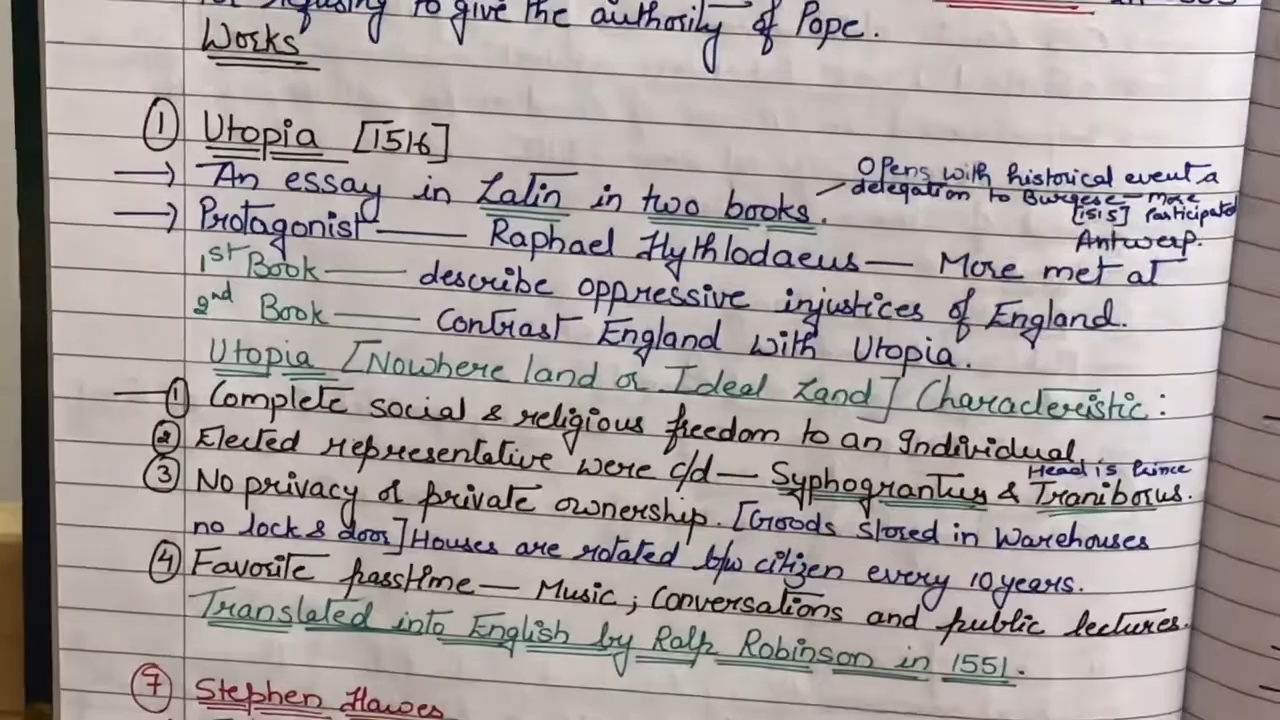 refusing to give the authority of Pope.
Works
① Utopia [1516]
→ An essay in Latin in two books.
Opens with historical event a
delegation to Burgese - More
[1515] Participated
→ Protagonist —— Raphael Hythlodaeus — More met at
Antwerp.
1st Book —— describe oppressive injustices of England.
2nd Book —— Contrast England with Utopia.
Utopia [Nowhere land or Ideal Land] Characteristic:
— ① Complete social & religious freedom to an Individual.
② Elected representative were c/d — Syphograntus & Traniborus.
Head is Prince
③ No privacy or private ownership. [Goods stored in Warehouses
no lock & door] Houses are rotated b/w citizen every 10 years.
④ Favorite passtime — Music; Conversations and public lectures.
Translated into English by Ralp Robinson in 1551.
⑦ Stephen Hawes